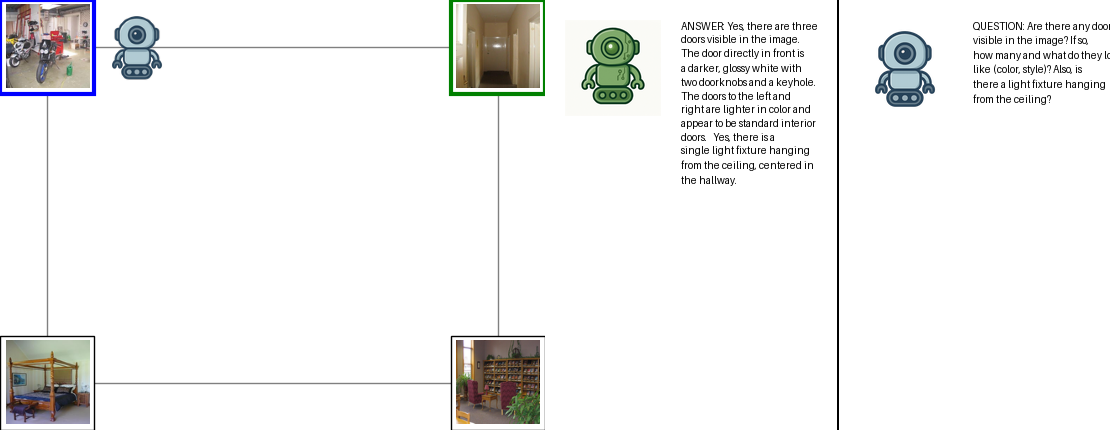 ANSWER: Yes, there are three
doors visible in the image.
The door directly in front is
a darker, glossy white with
two doorknobs and a keyhole.
The doors to the left and
right are lighter in color and
appear to be standard interior
doors.   Yes, there is a
single light fixture hanging
from the ceiling, centered in
the hallway.
QUESTION: Are there any door
visible in the image? If so,
how many and what do they lo
like (color, style)? Also, is
there a light fixture hanging
from the ceiling?